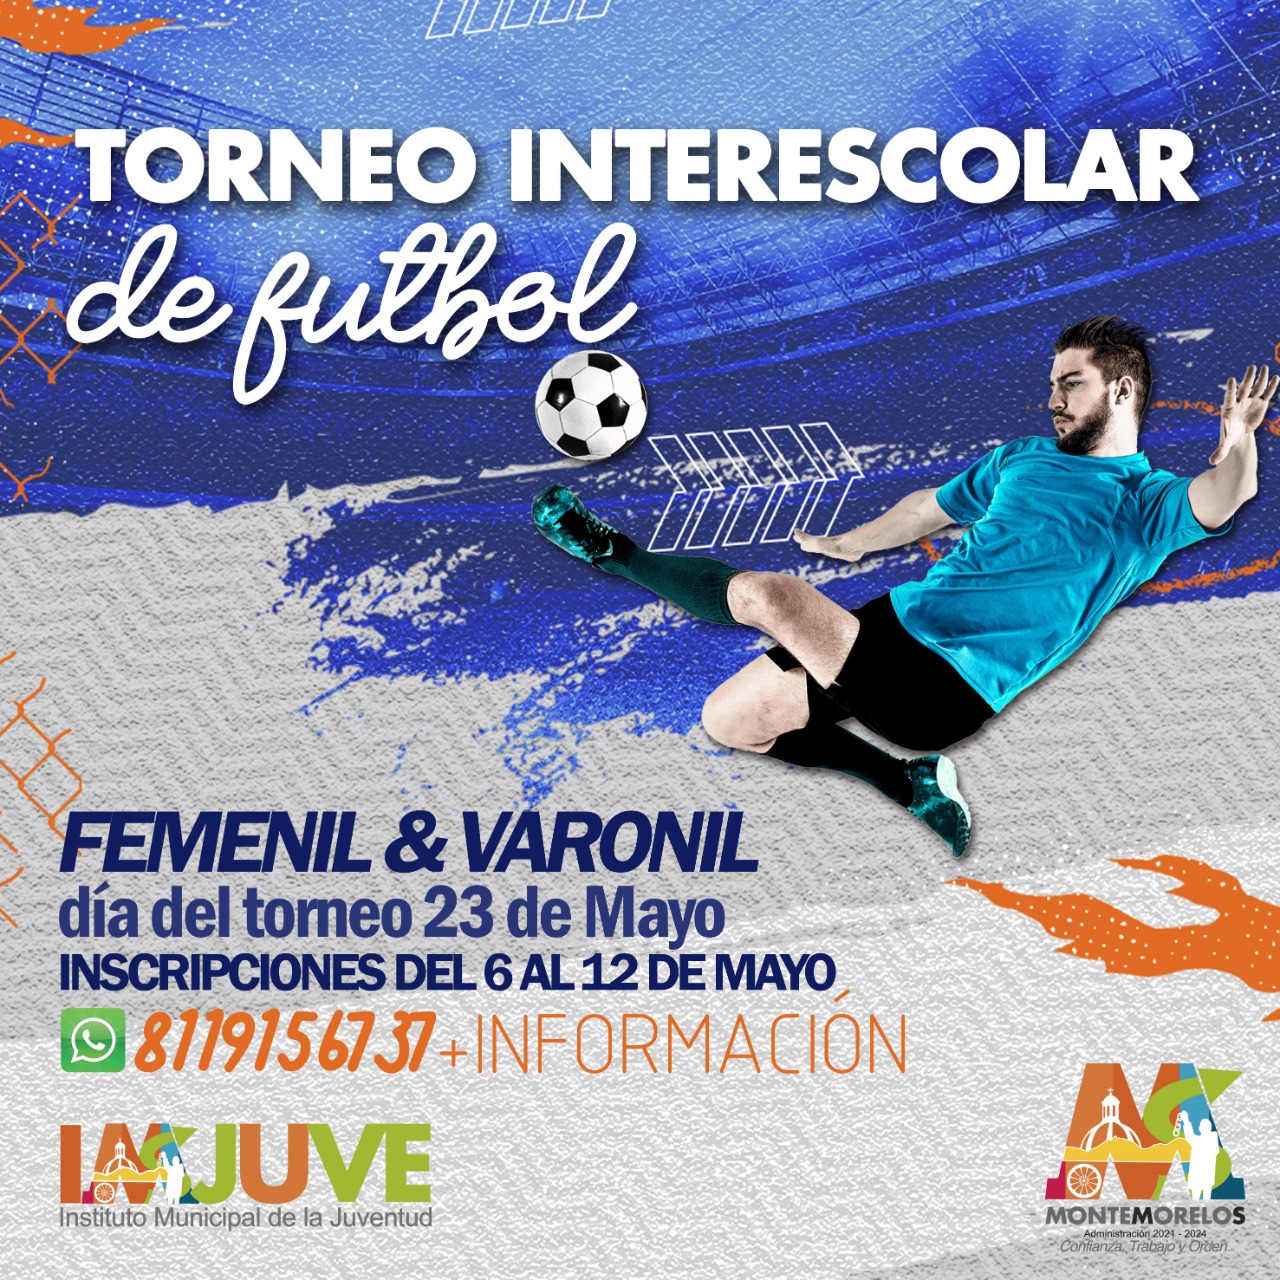 TORNEO INTERESCOLAR
de futbol
FEMENIL & VARONIL
día del torneo 23 de Mayo
INSCRIPCIONES DEL 6 AL 12 DE MAYO
8119156737 +INFORMACIÓN
IMJUVE
Instituto Municipal de la Juventud
MONTEMORELOS
Administración 2021 - 2024
Confianza, Trabajo y Orden